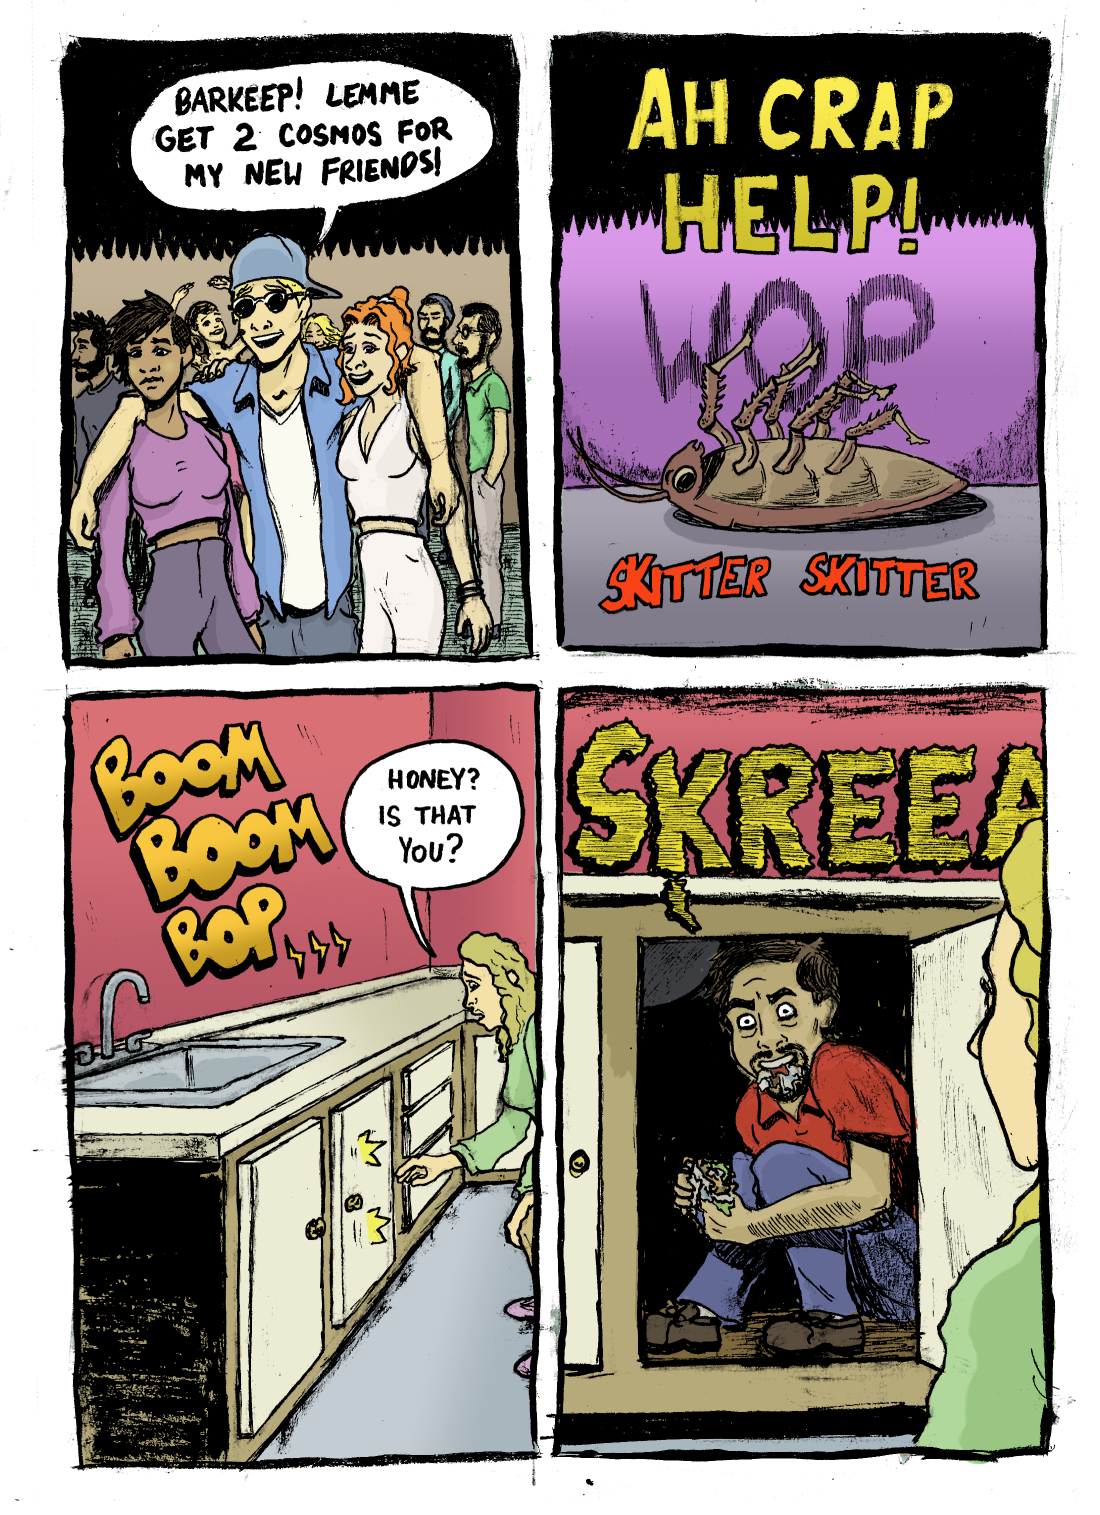 BARKEEP! LEMME
GET 2 COSMOS FOR
MY NEW FRIENDS!
AH CRAP
HELP!
WOP
SKITTER SKITTER
BOOM
BOOM
BOP
HONEY?
IS THAT
YOU?
SKREEA